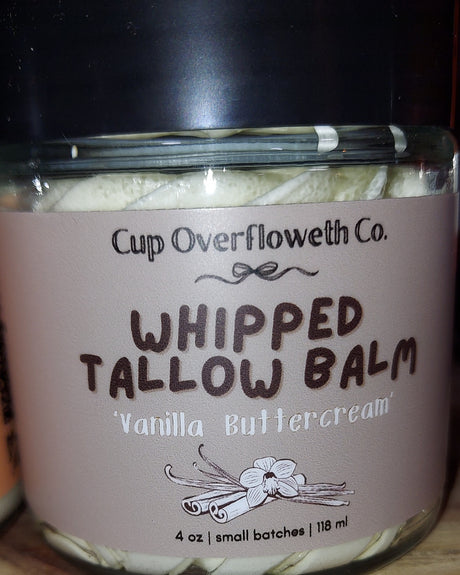 Cup Overfloweth Co.
WHIPPED
TALLOW BALM
'Vanilla Buttercream'
4 oz | small batches | 118 ml